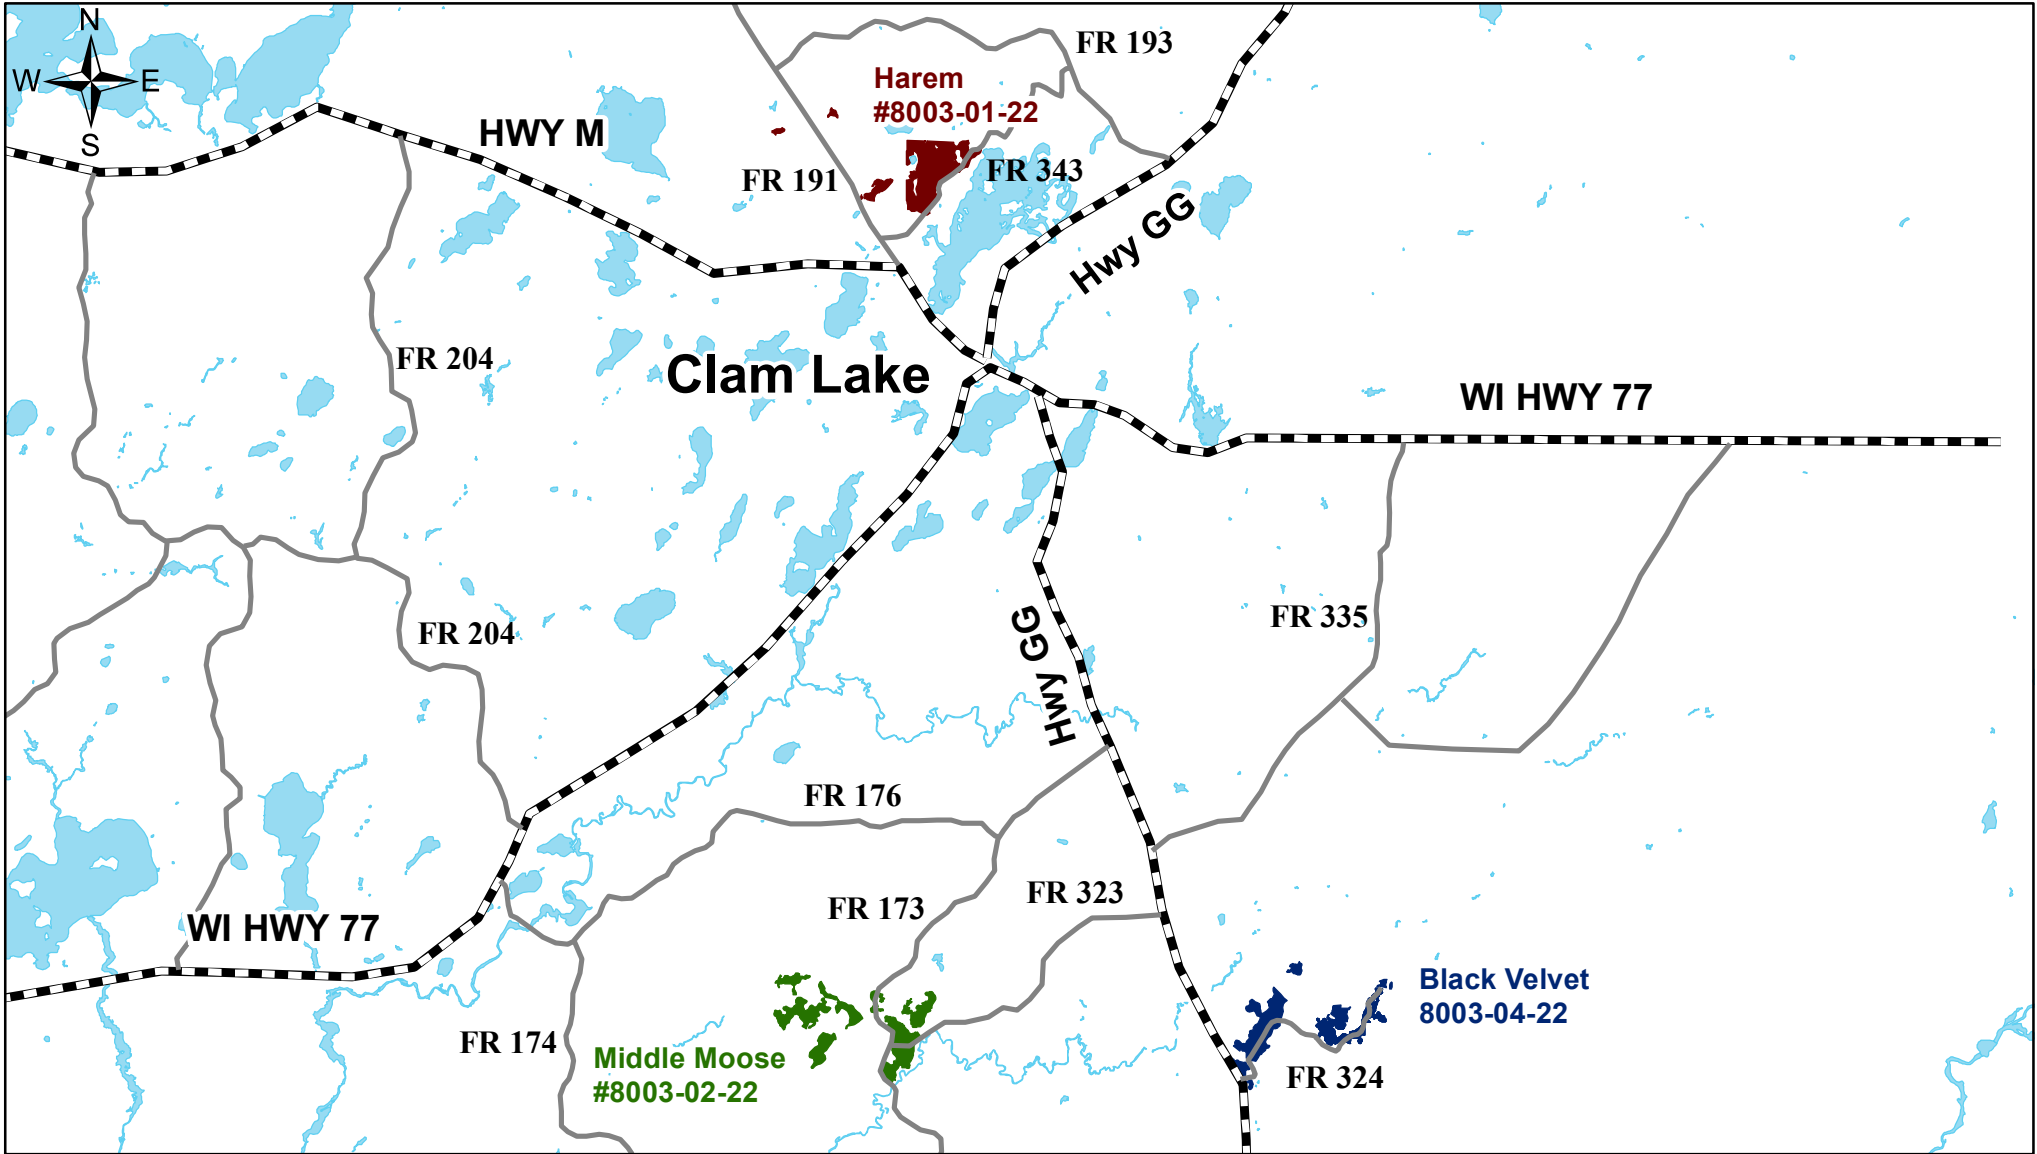 N
W
E
S
FR 193
Harem
#8003-01-22
HWY M
FR 191
FR 343
Hwy GG
FR 204
Clam Lake
WI HWY 77
FR 335
FR 204
Hwy GG
FR 176
FR 323
FR 173
WI HWY 77
Black Velvet
8003-04-22
FR 174
Middle Moose
#8003-02-22
FR 324